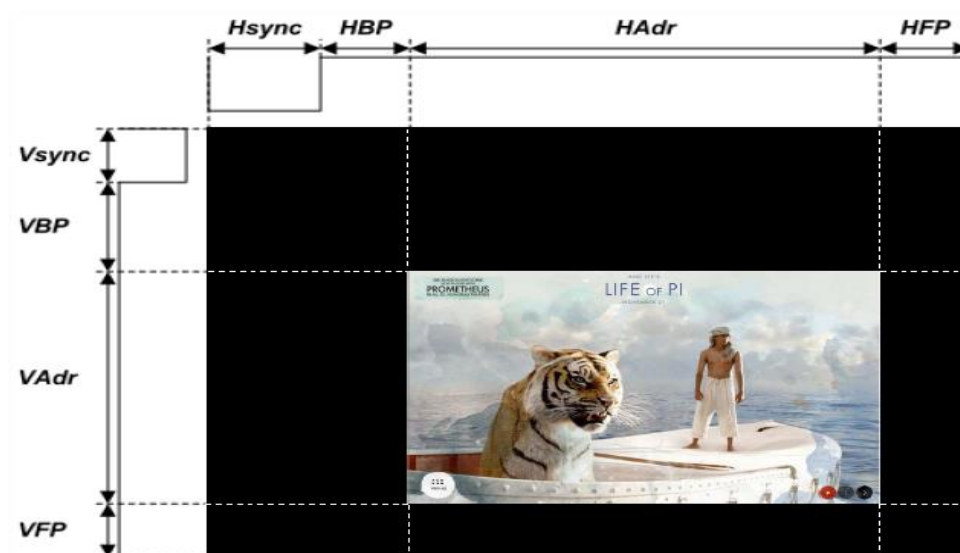 Hsync HBP HAdr HFP
Vsync
VBP
VAdr
VFP
PROMETHEUS
LIFE OF PI